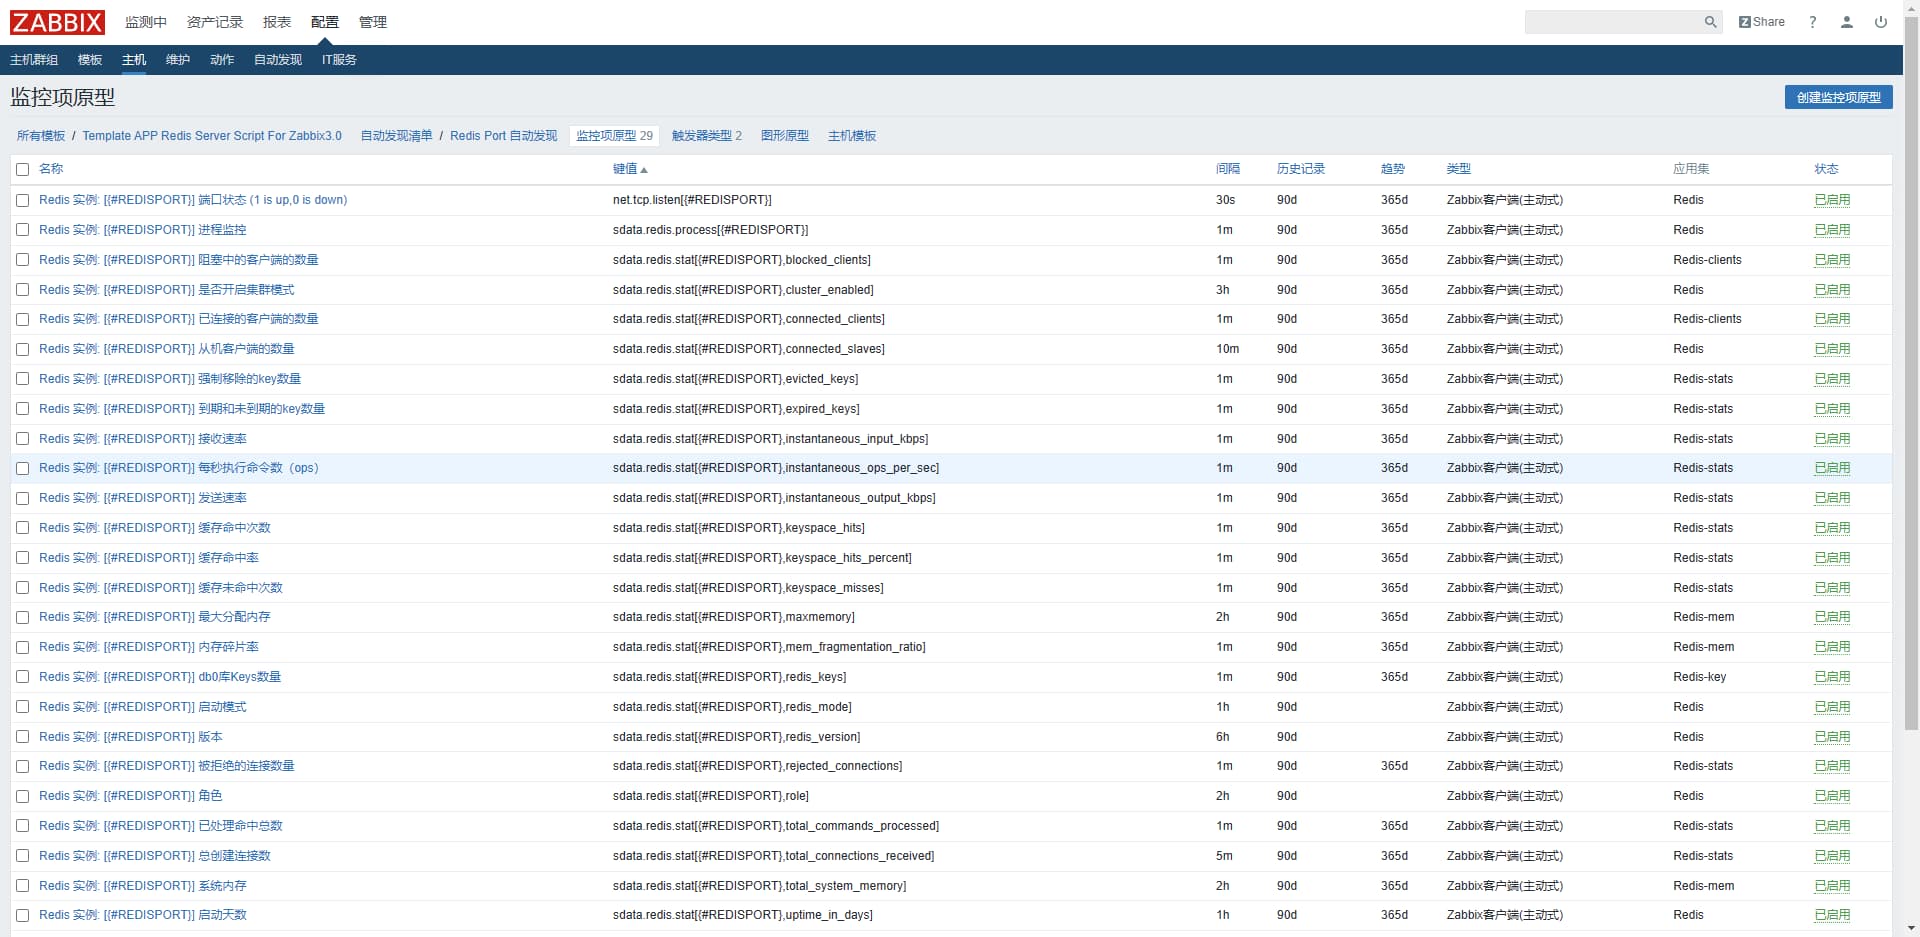 ZABBIX 监测中 资产记录 报表 配置 管理 Share ?
主机群组 模板 主机 维护 动作 自动发现 IT服务
监控项原型 创建监控项原型
所有模板 / Template APP Redis Server Script For Zabbix3.0 自动发现清单 / Redis Port 自动发现 监控项原型 29 触发器类型 2 图形原型 主机模板
名称 键值 间隔 历史记录 趋势 类型 应用集 状态
Redis 实例: [{#REDISPORT}] 端口状态 (1 is up,0 is down) net.tcp.listen[{#REDISPORT}] 30s 90d 365d Zabbix客户端(主动式) Redis 已启用
Redis 实例: [{#REDISPORT}] 进程监控 sdata.redis.process[{#REDISPORT}] 1m 90d 365d Zabbix客户端(主动式) Redis 已启用
Redis 实例: [{#REDISPORT}] 阻塞中的客户端的数量 sdata.redis.stat[{#REDISPORT},blocked_clients] 1m 90d 365d Zabbix客户端(主动式) Redis-clients 已启用
Redis 实例: [{#REDISPORT}] 是否开启集群模式 sdata.redis.stat[{#REDISPORT},cluster_enabled] 3h 90d 365d Zabbix客户端(主动式) Redis 已启用
Redis 实例: [{#REDISPORT}] 已连接的客户端的数量 sdata.redis.stat[{#REDISPORT},connected_clients] 1m 90d 365d Zabbix客户端(主动式) Redis-clients 已启用
Redis 实例: [{#REDISPORT}] 从机客户端的数量 sdata.redis.stat[{#REDISPORT},connected_slaves] 10m 90d 365d Zabbix客户端(主动式) Redis 已启用
Redis 实例: [{#REDISPORT}] 强制移除的key数量 sdata.redis.stat[{#REDISPORT},evicted_keys] 1m 90d 365d Zabbix客户端(主动式) Redis-stats 已启用
Redis 实例: [{#REDISPORT}] 到期和未到期的key数量 sdata.redis.stat[{#REDISPORT},expired_keys] 1m 90d 365d Zabbix客户端(主动式) Redis-stats 已启用
Redis 实例: [{#REDISPORT}] 接收速率 sdata.redis.stat[{#REDISPORT},instantaneous_input_kbps] 1m 90d 365d Zabbix客户端(主动式) Redis-stats 已启用
Redis 实例: [{#REDISPORT}] 每秒执行命令数（ops） sdata.redis.stat[{#REDISPORT},instantaneous_ops_per_sec] 1m 90d 365d Zabbix客户端(主动式) Redis-stats 已启用
Redis 实例: [{#REDISPORT}] 发送速率 sdata.redis.stat[{#REDISPORT},instantaneous_output_kbps] 1m 90d 365d Zabbix客户端(主动式) Redis-stats 已启用
Redis 实例: [{#REDISPORT}] 缓存命中次数 sdata.redis.stat[{#REDISPORT},keyspace_hits] 1m 90d 365d Zabbix客户端(主动式) Redis-stats 已启用
Redis 实例: [{#REDISPORT}] 缓存命中率 sdata.redis.stat[{#REDISPORT},keyspace_hits_percent] 1m 90d 365d Zabbix客户端(主动式) Redis-stats 已启用
Redis 实例: [{#REDISPORT}] 缓存未命中次数 sdata.redis.stat[{#REDISPORT},keyspace_misses] 1m 90d 365d Zabbix客户端(主动式) Redis-stats 已启用
Redis 实例: [{#REDISPORT}] 最大分配内存 sdata.redis.stat[{#REDISPORT},maxmemory] 2h 90d 365d Zabbix客户端(主动式) Redis-mem 已启用
Redis 实例: [{#REDISPORT}] 内存碎片率 sdata.redis.stat[{#REDISPORT},mem_fragmentation_ratio] 1m 90d 365d Zabbix客户端(主动式) Redis-mem 已启用
Redis 实例: [{#REDISPORT}] db0库Keys数量 sdata.redis.stat[{#REDISPORT},redis_keys] 1m 90d 365d Zabbix客户端(主动式) Redis-key 已启用
Redis 实例: [{#REDISPORT}] 启动模式 sdata.redis.stat[{#REDISPORT},redis_mode] 1h 90d Zabbix客户端(主动式) Redis 已启用
Redis 实例: [{#REDISPORT}] 版本 sdata.redis.stat[{#REDISPORT},redis_version] 6h 90d Zabbix客户端(主动式) Redis 已启用
Redis 实例: [{#REDISPORT}] 被拒绝的连接数量 sdata.redis.stat[{#REDISPORT},rejected_connections] 1m 90d 365d Zabbix客户端(主动式) Redis-stats 已启用
Redis 实例: [{#REDISPORT}] 角色 sdata.redis.stat[{#REDISPORT},role] 2h 90d Zabbix客户端(主动式) Redis 已启用
Redis 实例: [{#REDISPORT}] 已处理命中总数 sdata.redis.stat[{#REDISPORT},total_commands_processed] 1m 90d 365d Zabbix客户端(主动式) Redis-stats 已启用
Redis 实例: [{#REDISPORT}] 总创建连接数 sdata.redis.stat[{#REDISPORT},total_connections_received] 5m 90d 365d Zabbix客户端(主动式) Redis-stats 已启用
Redis 实例: [{#REDISPORT}] 系统内存 sdata.redis.stat[{#REDISPORT},total_system_memory] 2h 90d 365d Zabbix客户端(主动式) Redis-mem 已启用
Redis 实例: [{#REDISPORT}] 启动天数 sdata.redis.stat[{#REDISPORT},uptime_in_days] 1h 90d 365d Zabbix客户端(主动式) Redis 已启用